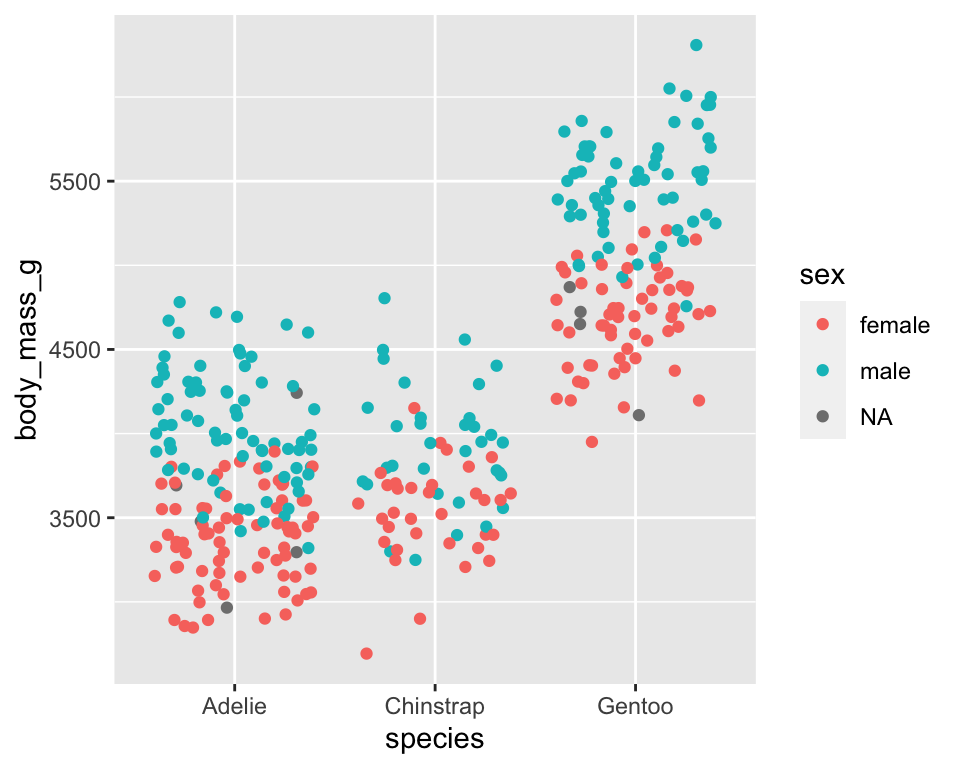 body_mass_g
5500
4500
3500
Adelie
Chinstrap
Gentoo
species
sex
female
male
NA